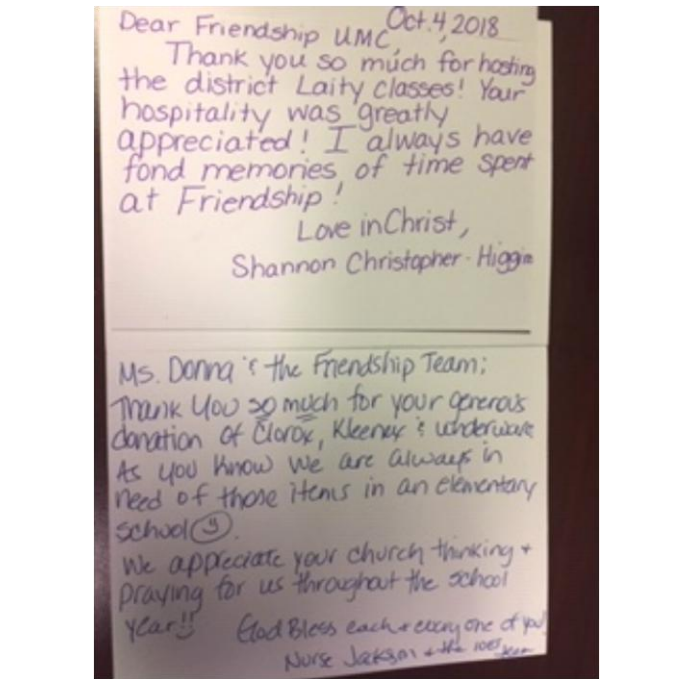 Oct. 4, 2018
Dear Friendship UMC,
Thank you so much for hosting
the district Laity classes! Your
hospitality was greatly
appreciated! I always have
fond memories of time spent
at Friendship!
Love in Christ,
Shannon Christopher-Higgin
Ms. Donna & the Friendship Team;
Thank You so much for your generous
donation of Clorox, Kleenex & underware
As you know we are always in
need of those items in an elementary
school ☺.
We appreciate your church thinking +
praying for us throughout the school
year!!
God Bless each + every one of you!
Nurse Jackson + the